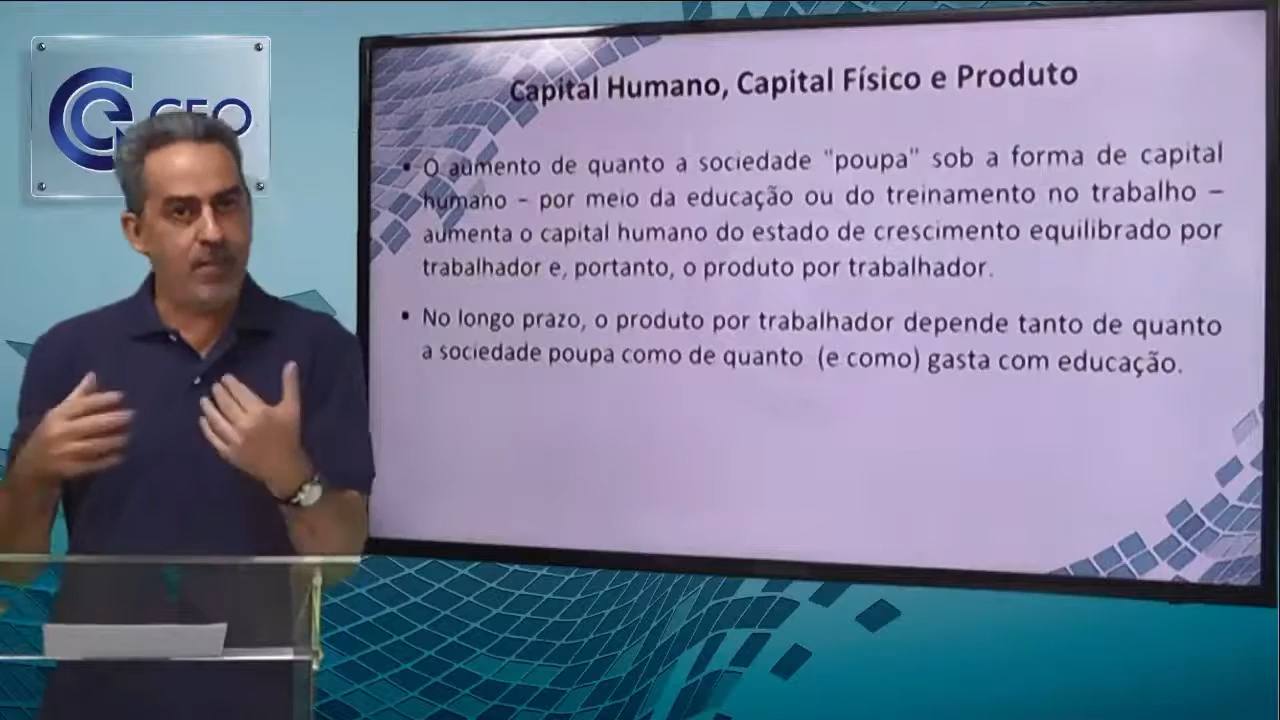 CEO
Capital Humano, Capital Físico e Produto
• O aumento de quanto a sociedade "poupa" sob a forma de capital
humano – por meio da educação ou do treinamento no trabalho –
aumenta o capital humano do estado de crescimento equilibrado por
trabalhador e, portanto, o produto por trabalhador.
• No longo prazo, o produto por trabalhador depende tanto de quanto
a sociedade poupa como de quanto (e como) gasta com educação.